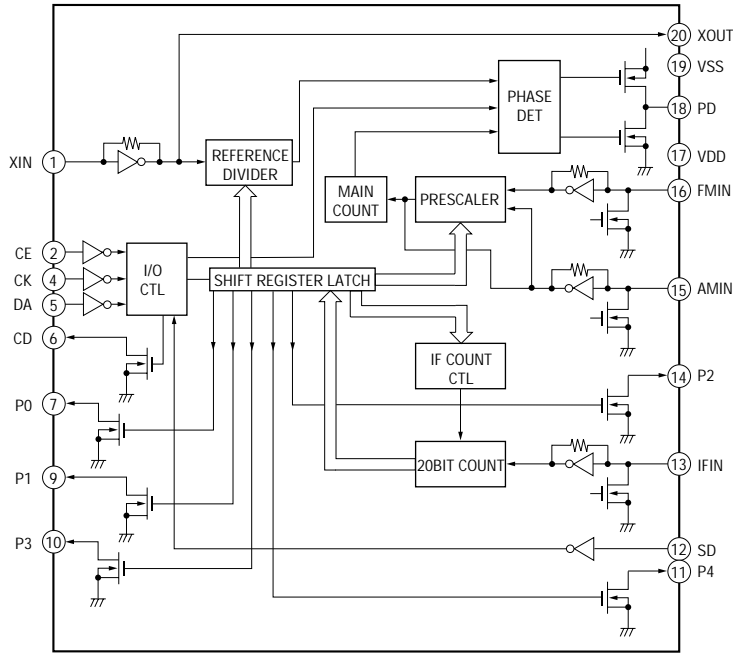 20 XOUT
19 VSS
PHASE
DET
18 PD
XIN 1
REFERENCE
DIVIDER
17 VDD
MAIN
COUNT
PRESCALER
16 FMIN
CE 2
I/O
CTL
CK 4
SHIFT REGISTER LATCH
15 AMIN
DA 5
CD 6
IF COUNT
CTL
14 P2
P0 7
20BIT COUNT
13 IFIN
P1 9
P3 10
12 SD
11 P4